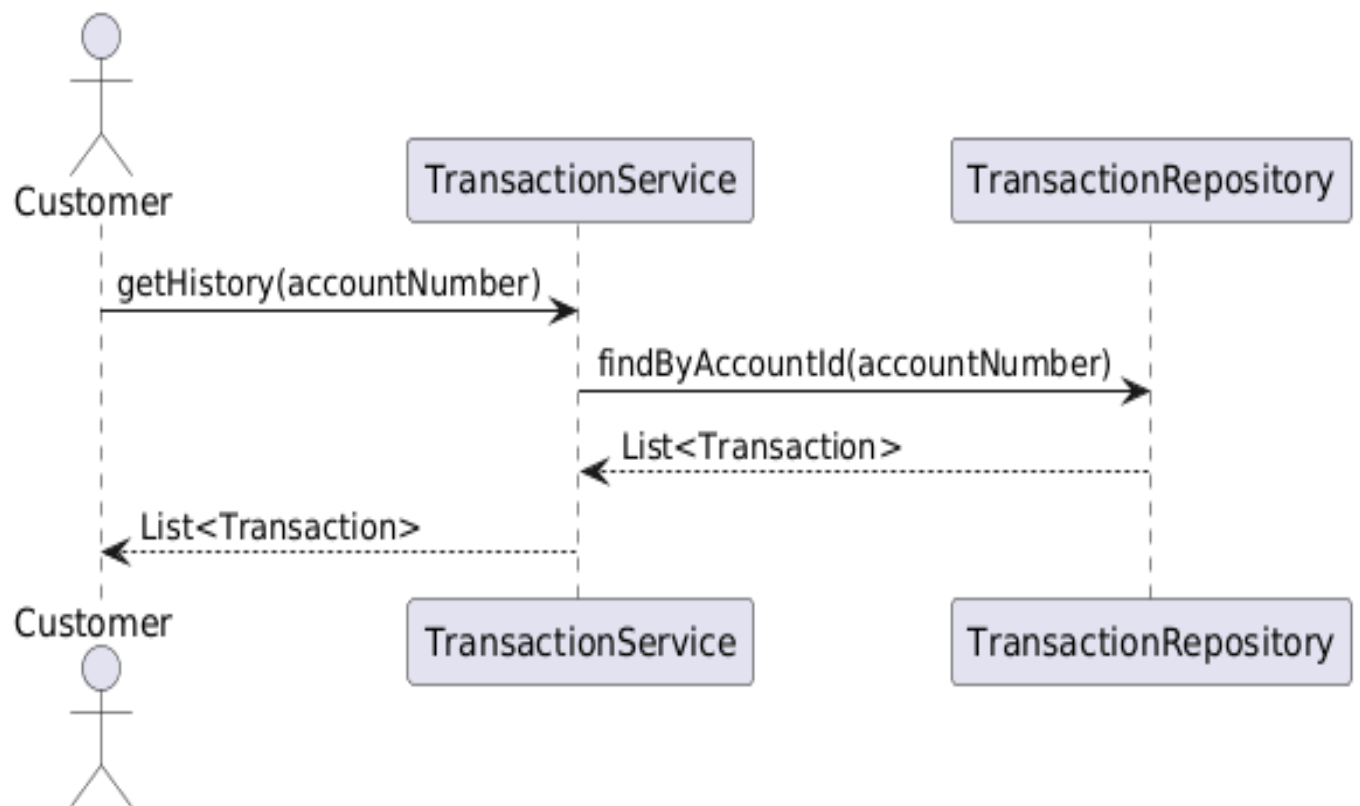 Customer
TransactionService
TransactionRepository
getHistory(accountNumber)
findByAccountId(accountNumber)
List<Transaction>
List<Transaction>
Customer
TransactionService
TransactionRepository